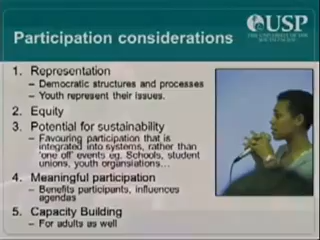 USP
THE UNIVERSITY OF THE
SOUTH PACIFIC
Participation considerations
1. Representation
– Democratic structures and processes
– Youth represent their issues.
2. Equity
3. Potential for sustainability
– Favouring participation that is
integrated into systems, rather than
'one off' events eg. Schools, student
unions, youth orgnsiations...
4. Meaningful participation
– Benefits participants, influences
agendas
5. Capacity Building
– For adults as well